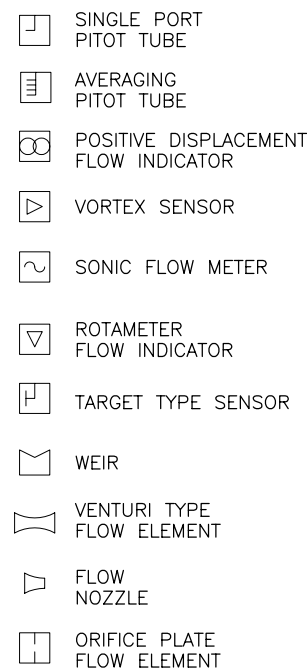 SINGLE PORT
PITOT TUBE
AVERAGING
PITOT TUBE
POSITIVE DISPLACEMENT
FLOW INDICATOR
VORTEX SENSOR
SONIC FLOW METER
ROTAMETER
FLOW INDICATOR
TARGET TYPE SENSOR
WEIR
VENTURI TYPE
FLOW ELEMENT
FLOW
NOZZLE
ORIFICE PLATE
FLOW ELEMENT